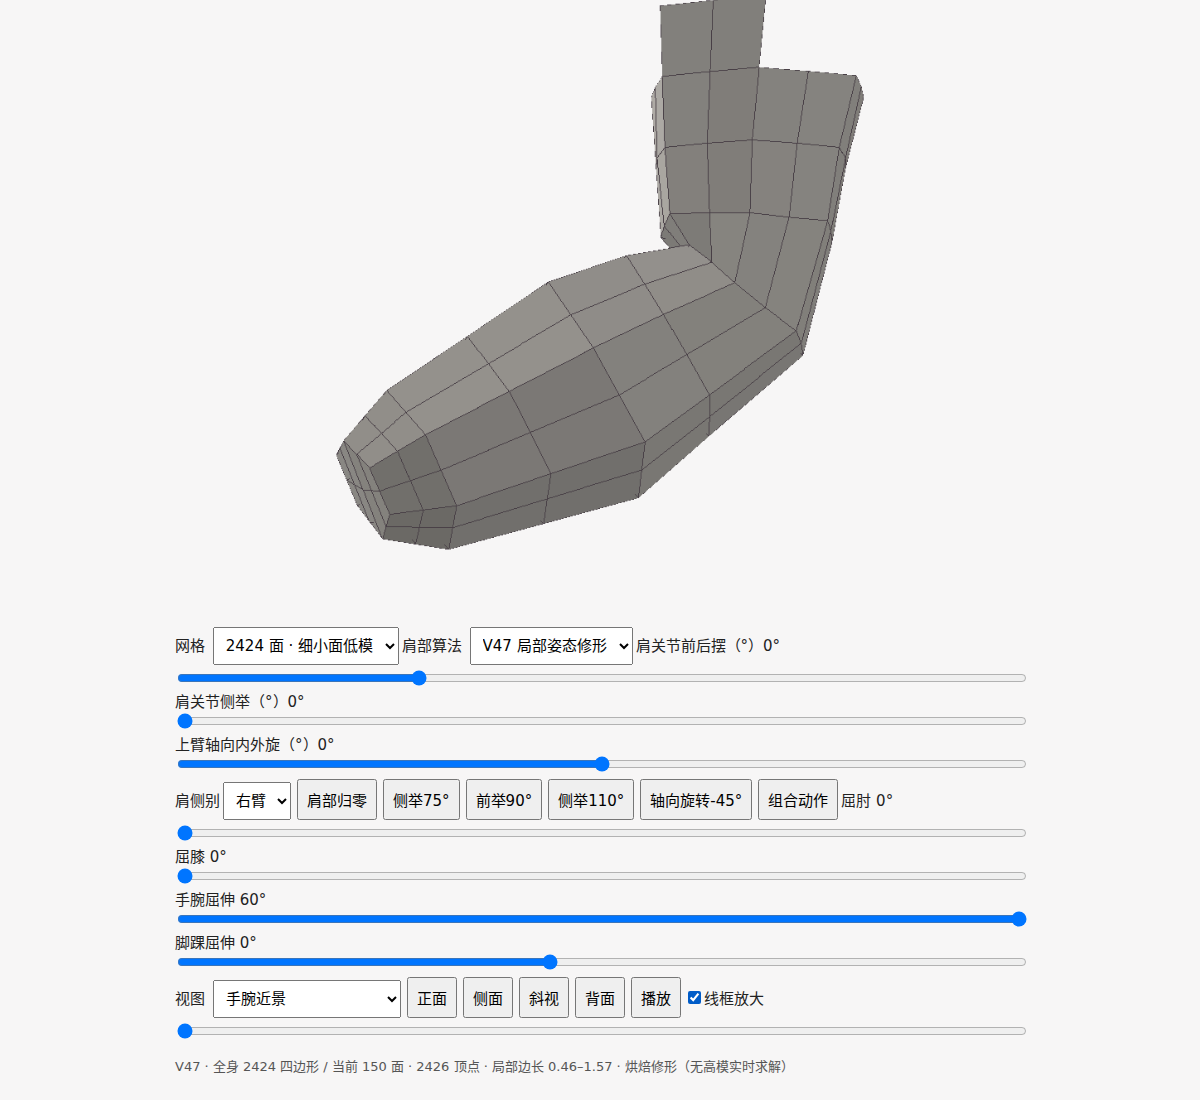 网格 2424 面 · 细小面低模 肩部算法 V47 局部姿态修形 肩关节前后摆（°）0°
肩关节侧举（°）0°
上臂轴向内外旋（°）0°
肩侧别 右臂 肩部归零 侧举75° 前举90° 侧举110° 轴向旋转-45° 组合动作 屈肘 0°
屈膝 0°
手腕屈伸 60°
脚踝屈伸 0°
视图 手腕近景 正面 侧面 斜视 背面 播放 线框放大
V47 · 全身 2424 四边形 / 当前 150 面 · 2426 顶点 · 局部边长 0.46–1.57 · 烘焙修形（无高模实时求解）